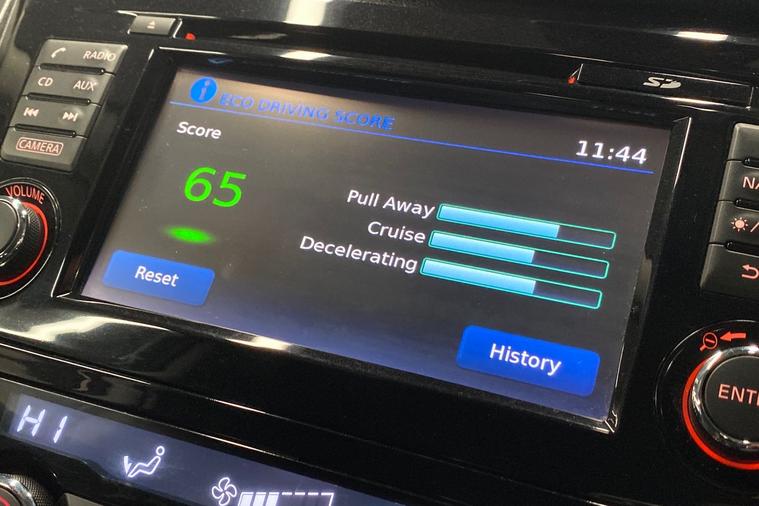 RADIO
CD AUX
CAMERA
VOLUME
SD
ECO DRIVING SCORE
11:44
Score
65
Pull Away
Cruise
Decelerating
Reset
History
HI